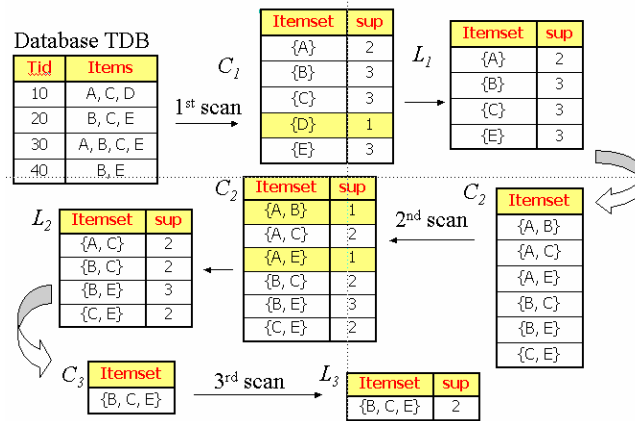 Database TDB
Tid Items
10 A, C, D
20 B, C, E
30 A, B, C, E
40 B, E
1st scan
C1
Itemset sup
{A} 2
{B} 3
{C} 3
{D} 1
{E} 3
L1
Itemset sup
{A} 2
{B} 3
{C} 3
{E} 3
C2
Itemset
{A, B}
{A, C}
{A, E}
{B, C}
{B, E}
{C, E}
2nd scan
C2
Itemset sup
{A, B} 1
{A, C} 2
{A, E} 1
{B, C} 2
{B, E} 3
{C, E} 2
L2
Itemset sup
{A, C} 2
{B, C} 2
{B, E} 3
{C, E} 2
C3
Itemset
{B, C, E}
3rd scan
L3
Itemset sup
{B, C, E} 2